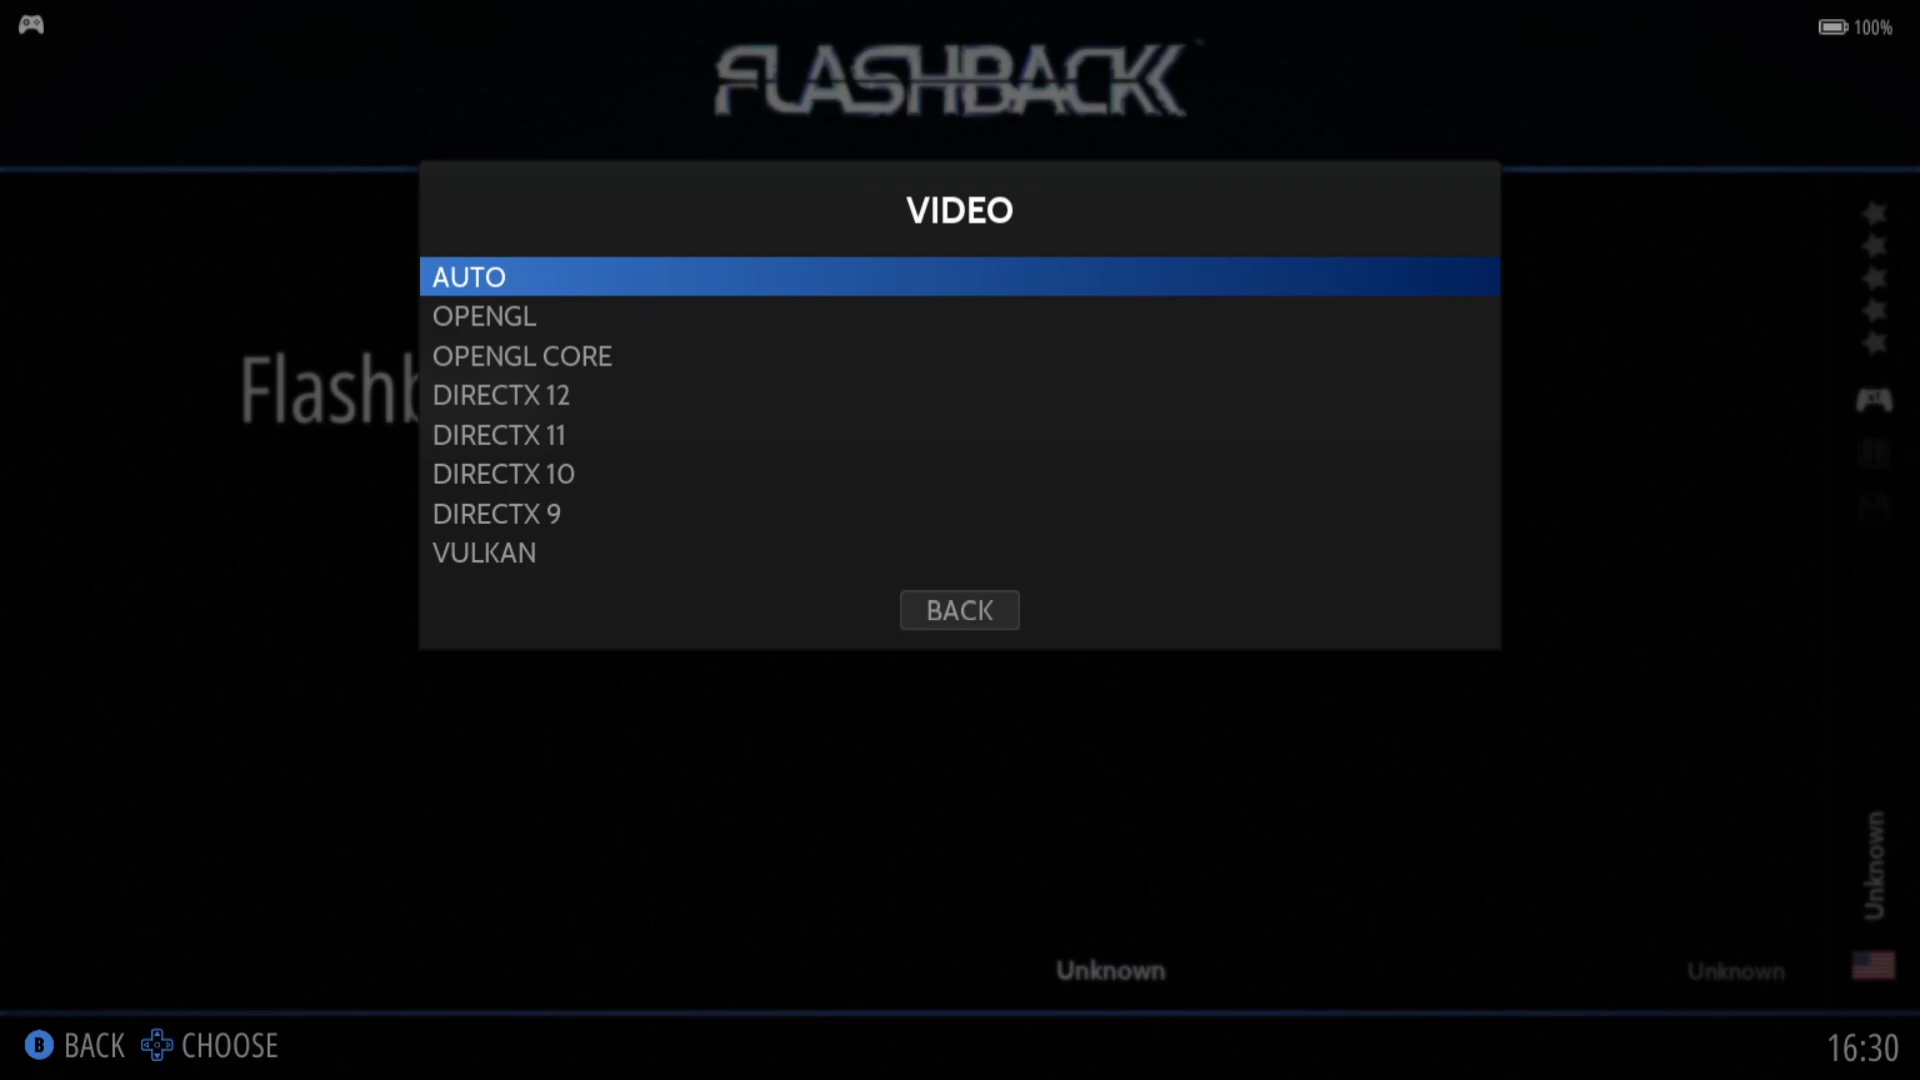 100%
FLASHBACK
VIDEO
AUTO
OPENGL
OPENGL CORE
DIRECTX 12
DIRECTX 11
DIRECTX 10
DIRECTX 9
VULKAN
BACK
Unknown
Unknown
Unknown
B BACK CHOOSE
16:30